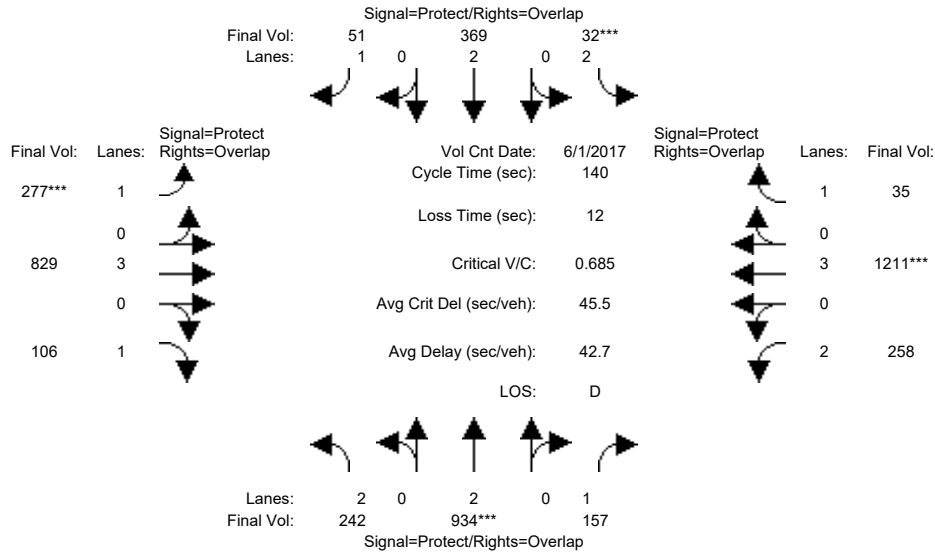 Signal=Protect/Rights=Overlap
Final Vol: 51 369 32***
Lanes: 1 0 2 0 2
Signal=Protect
Final Vol: Lanes: Rights=Overlap
277*** 1
0
829 3
0
106 1
Vol Cnt Date: 6/1/2017
Cycle Time (sec): 140
Loss Time (sec): 12
Critical V/C: 0.685
Avg Crit Del (sec/veh): 45.5
Avg Delay (sec/veh): 42.7
LOS: D
Signal=Protect
Rights=Overlap Lanes: Final Vol:
1 35
0
3 1211***
0
2 258
Lanes: 2 0 2 0 1
Final Vol: 242 934*** 157
Signal=Protect/Rights=Overlap